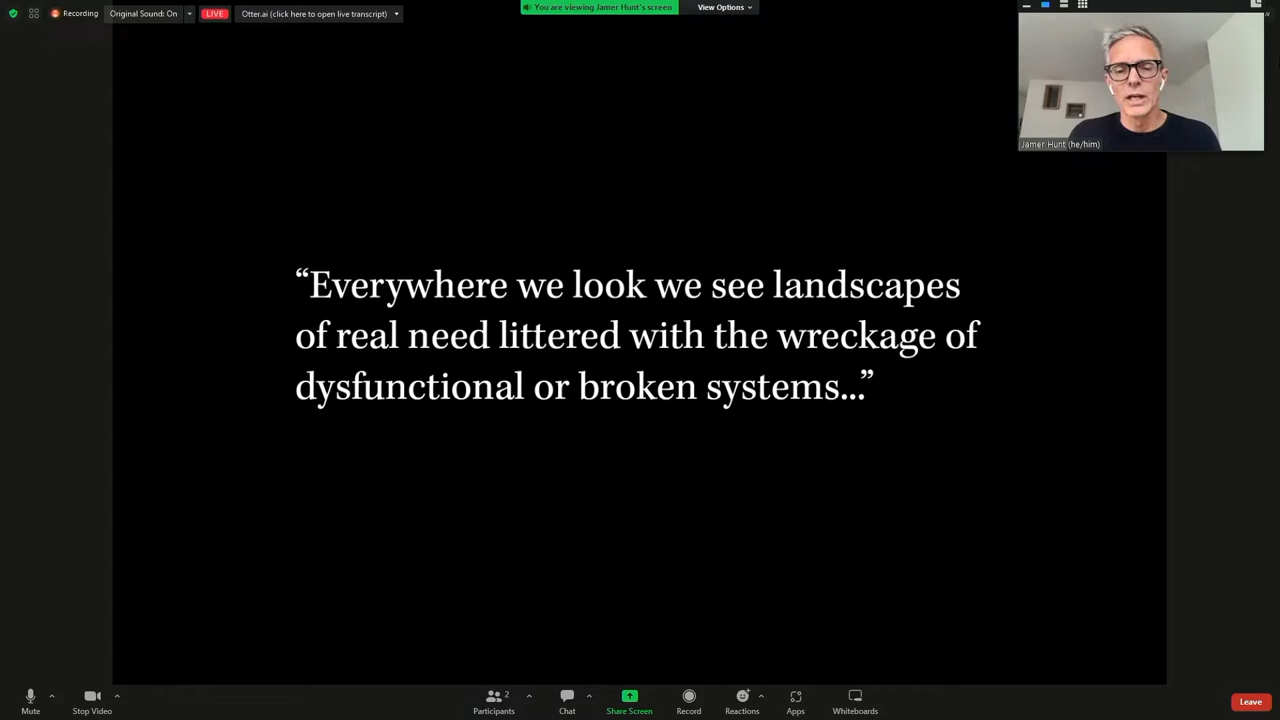 Recording
Original Sound: On
LIVE
Otter.ai (click here to open live transcript)
You are viewing Jamer Hunt's screen
View Options
Jamer Hunt (he/him)
“Everywhere we look we see landscapes
of real need littered with the wreckage of
dysfunctional or broken systems...”
Mute
Stop Video
Participants
2
Chat
Share Screen
Record
Reactions
Apps
Whiteboards
Leave